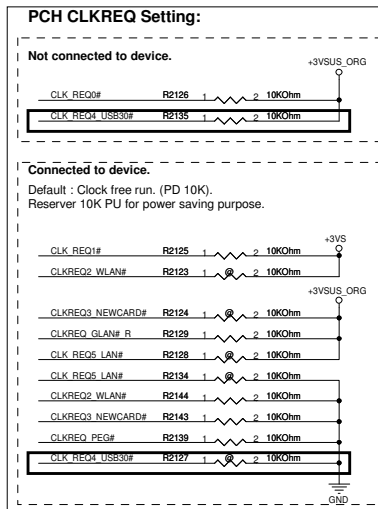 PCH CLKREQ Setting:
Not connected to device.
+3VSUS_ORG
CLK_REQ0# R2126 1 2 10KOhm
CLK_REQ4_USB30# R2135 1 2 10KOhm
Connected to device.
Default : Clock free run. (PD 10K).
Reserver 10K PU for power saving purpose.
+3VS
CLK_REQ1# R2125 1 2 10KOhm
CLKREQ2_WLAN# R2123 1 @ 2 10KOhm
+3VSUS_ORG
CLKREQ3_NEWCARD# R2124 1 @ 2 10KOhm
CLKREQ_GLAN#_R R2129 1 2 10KOhm
CLK_REQ5_LAN# R2128 1 @ 2 10KOhm
CLK_REQ5_LAN# R2134 1 @ 2 10KOhm
CLKREQ2_WLAN# R2144 1 2 10KOhm
CLKREQ3_NEWCARD# R2143 1 2 10KOhm
CLKREQ_PEG# R2139 1 2 10KOhm
CLK_REQ4_USB30# R2127 1 @ 2 10KOhm
GND